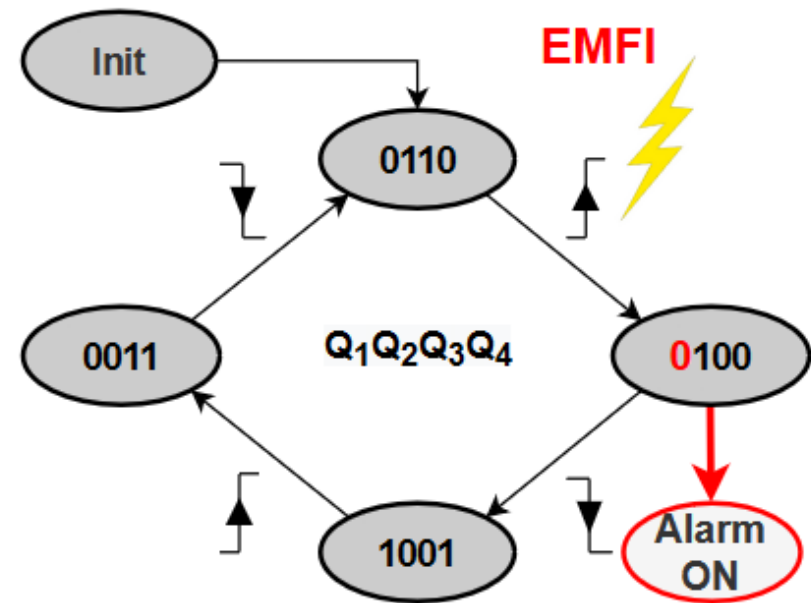 Init
EMFI
0110
0011
Q₁Q₂Q₃Q₄
0100
1001
Alarm
ON